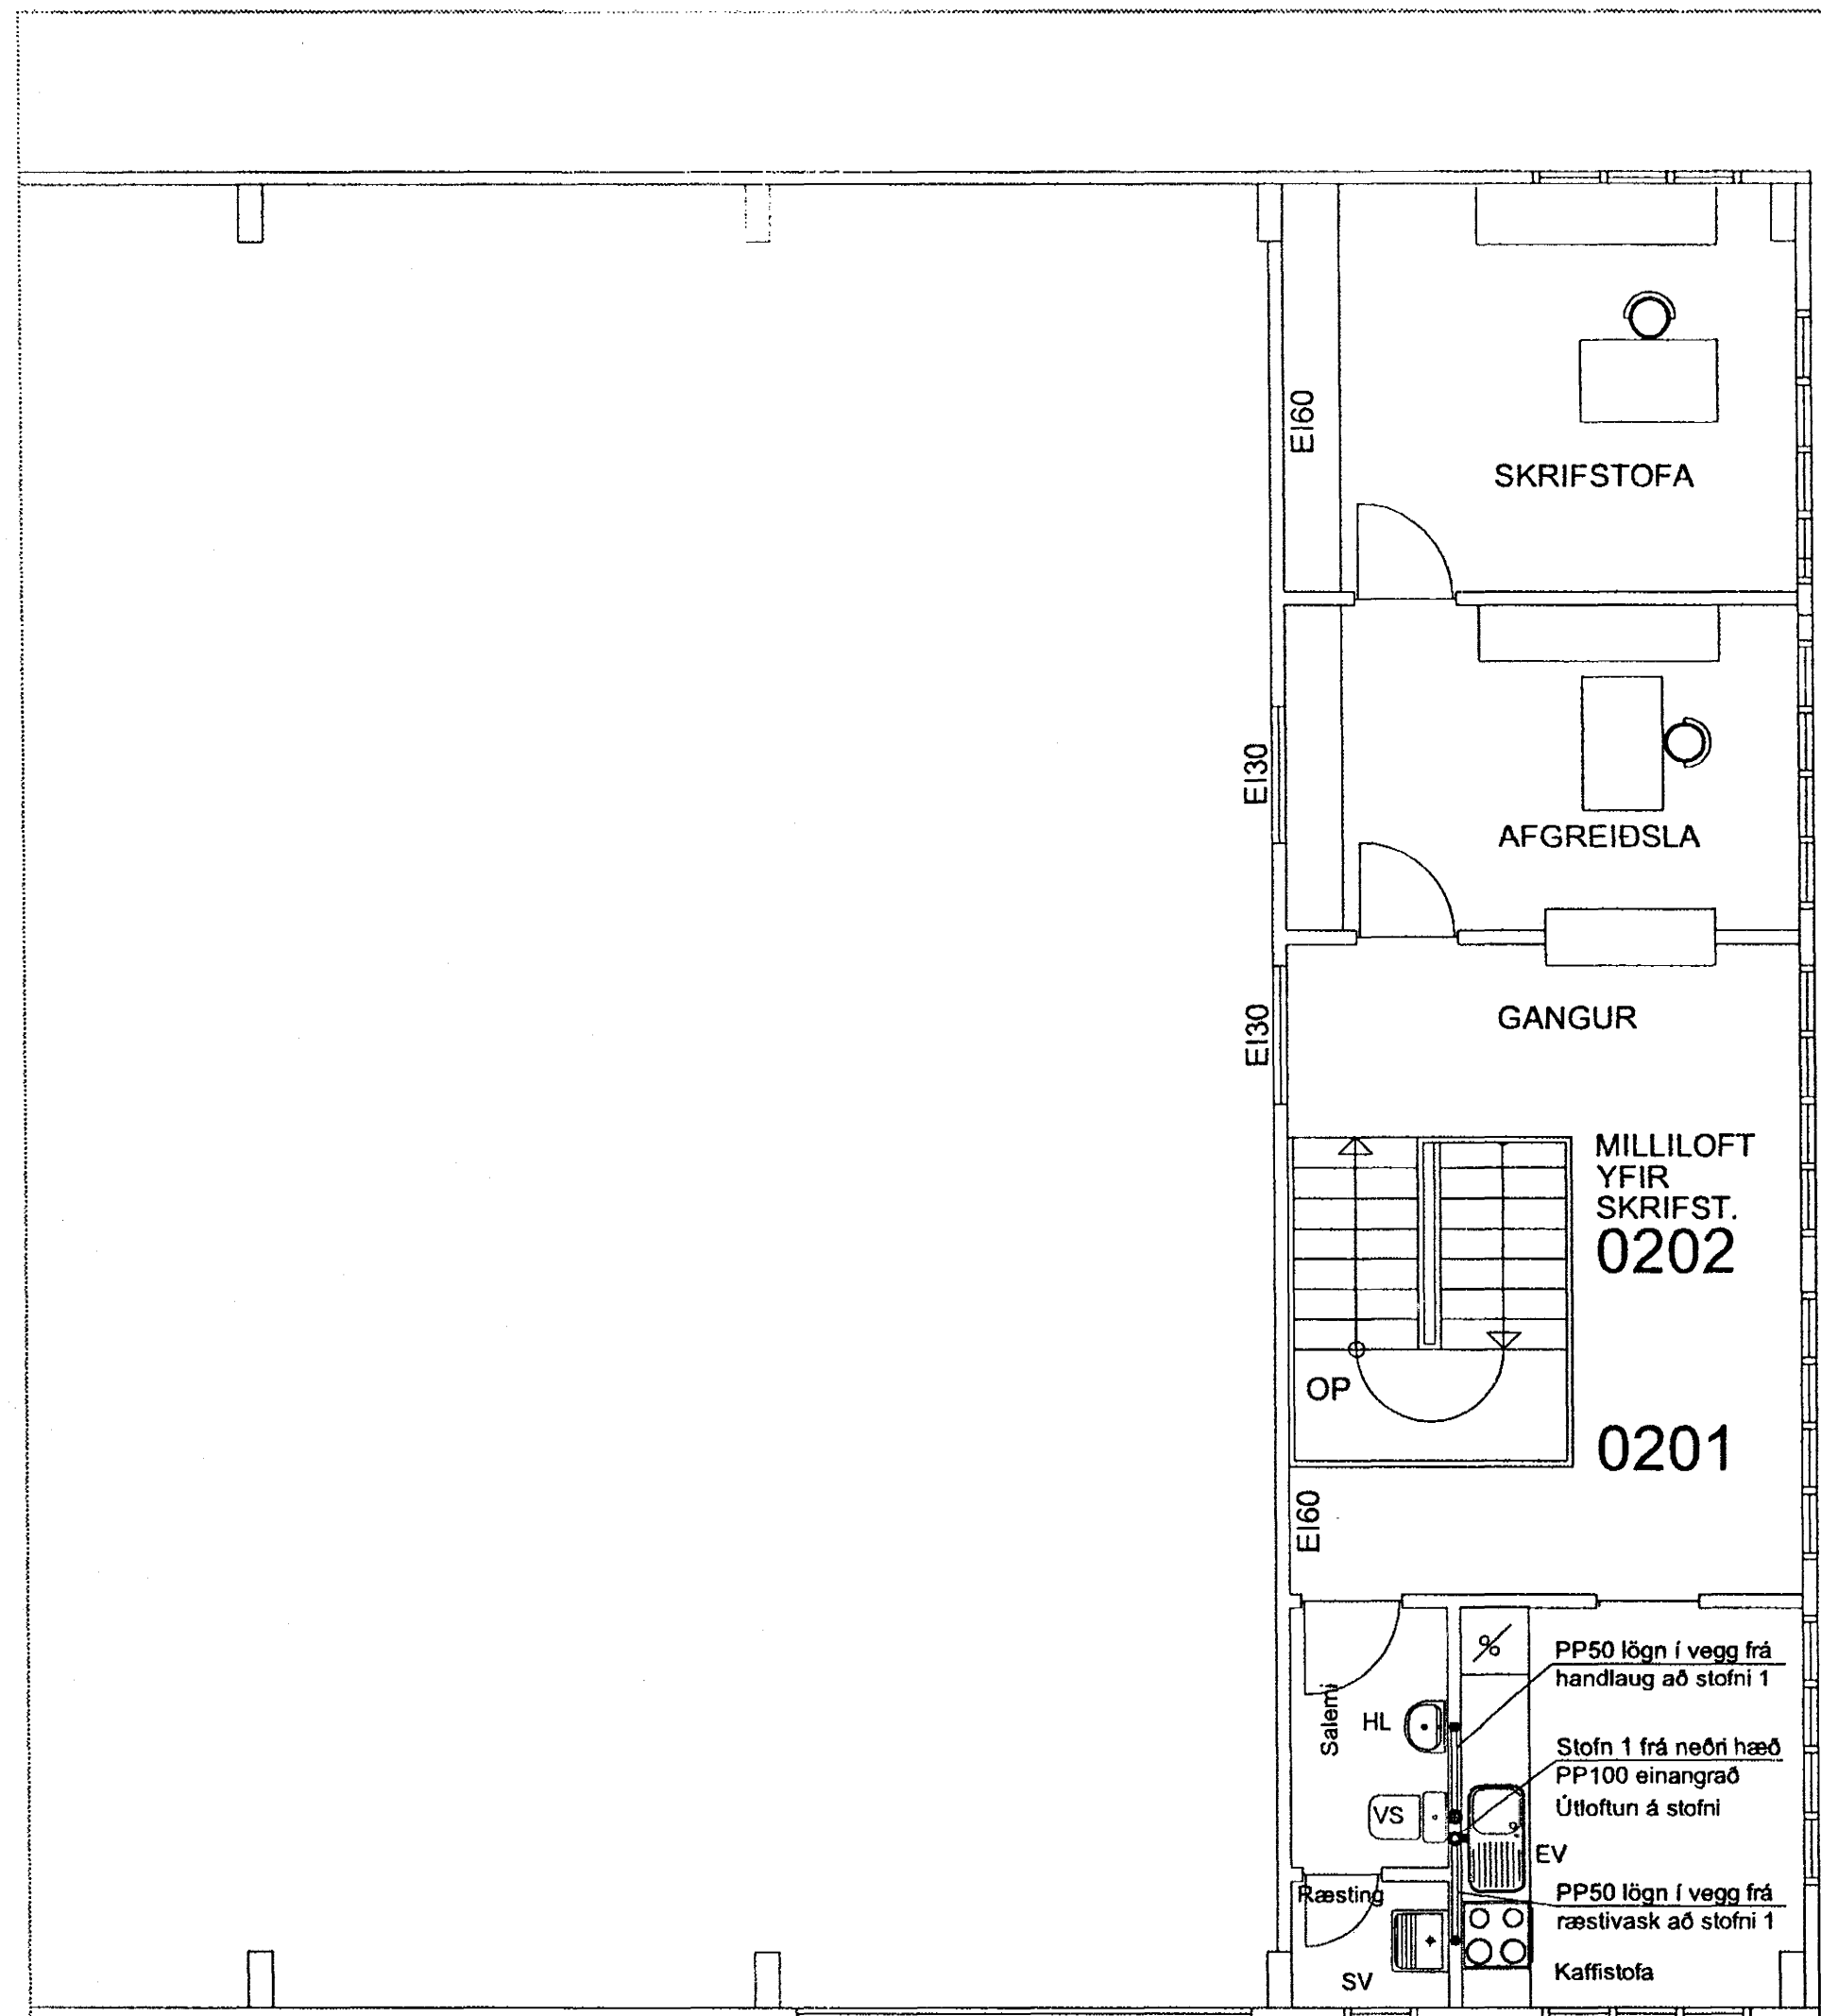 EI60
SKRIFSTOFA
EI30
AFGREIÐSLA
EI30
GANGUR
MILLILOFT
YFIR
SKRIFST.
0202
OP
0201
EI60
%
PP50 lögn í vegg frá
handlaug að stofni 1
Salerni
HL
Stofn 1 frá neðri hæð
PP100 einangrað
Útloftun á stofni
VS
EV
Ræsting
PP50 lögn í vegg frá
ræstivask að stofni 1
SV
Kaffistofa